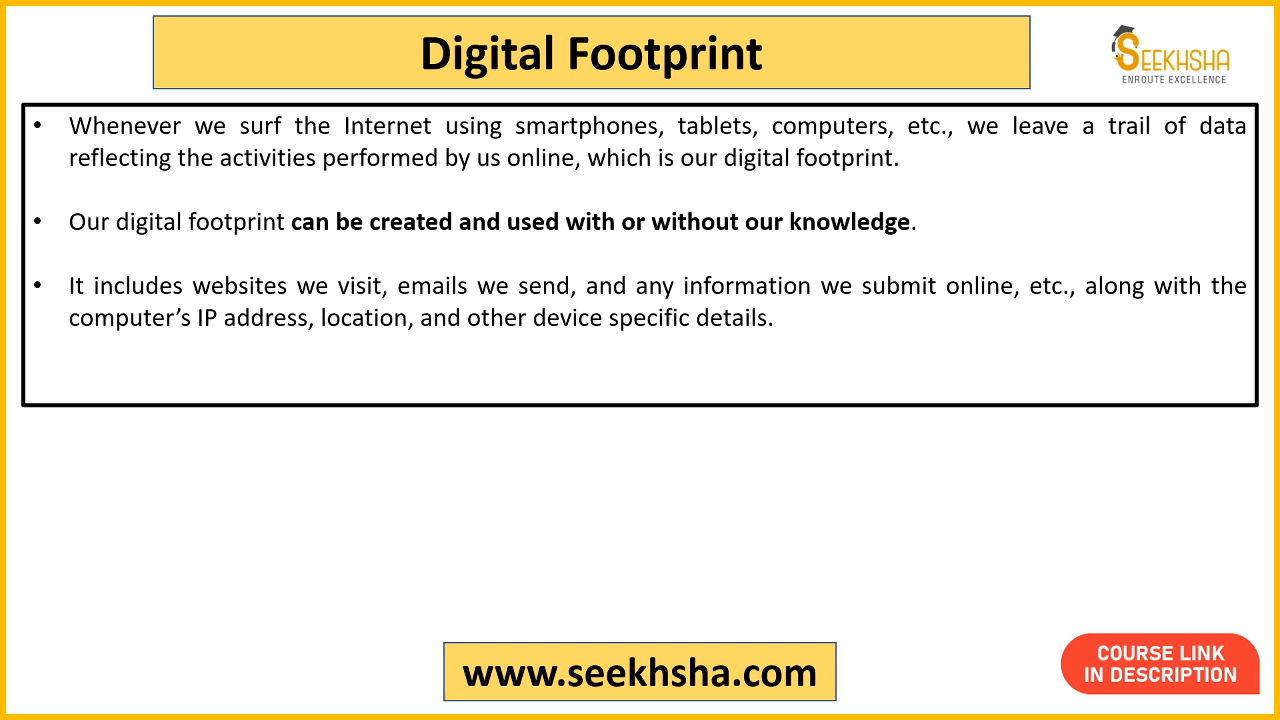 Digital Footprint
SEEKHSHA
ENROUTE EXCELLENCE
• Whenever we surf the Internet using smartphones, tablets, computers, etc., we leave a trail of data
reflecting the activities performed by us online, which is our digital footprint.
• Our digital footprint can be created and used with or without our knowledge.
• It includes websites we visit, emails we send, and any information we submit online, etc., along with the
computer’s IP address, location, and other device specific details.
www.seekhsha.com
COURSE LINK
IN DESCRIPTION